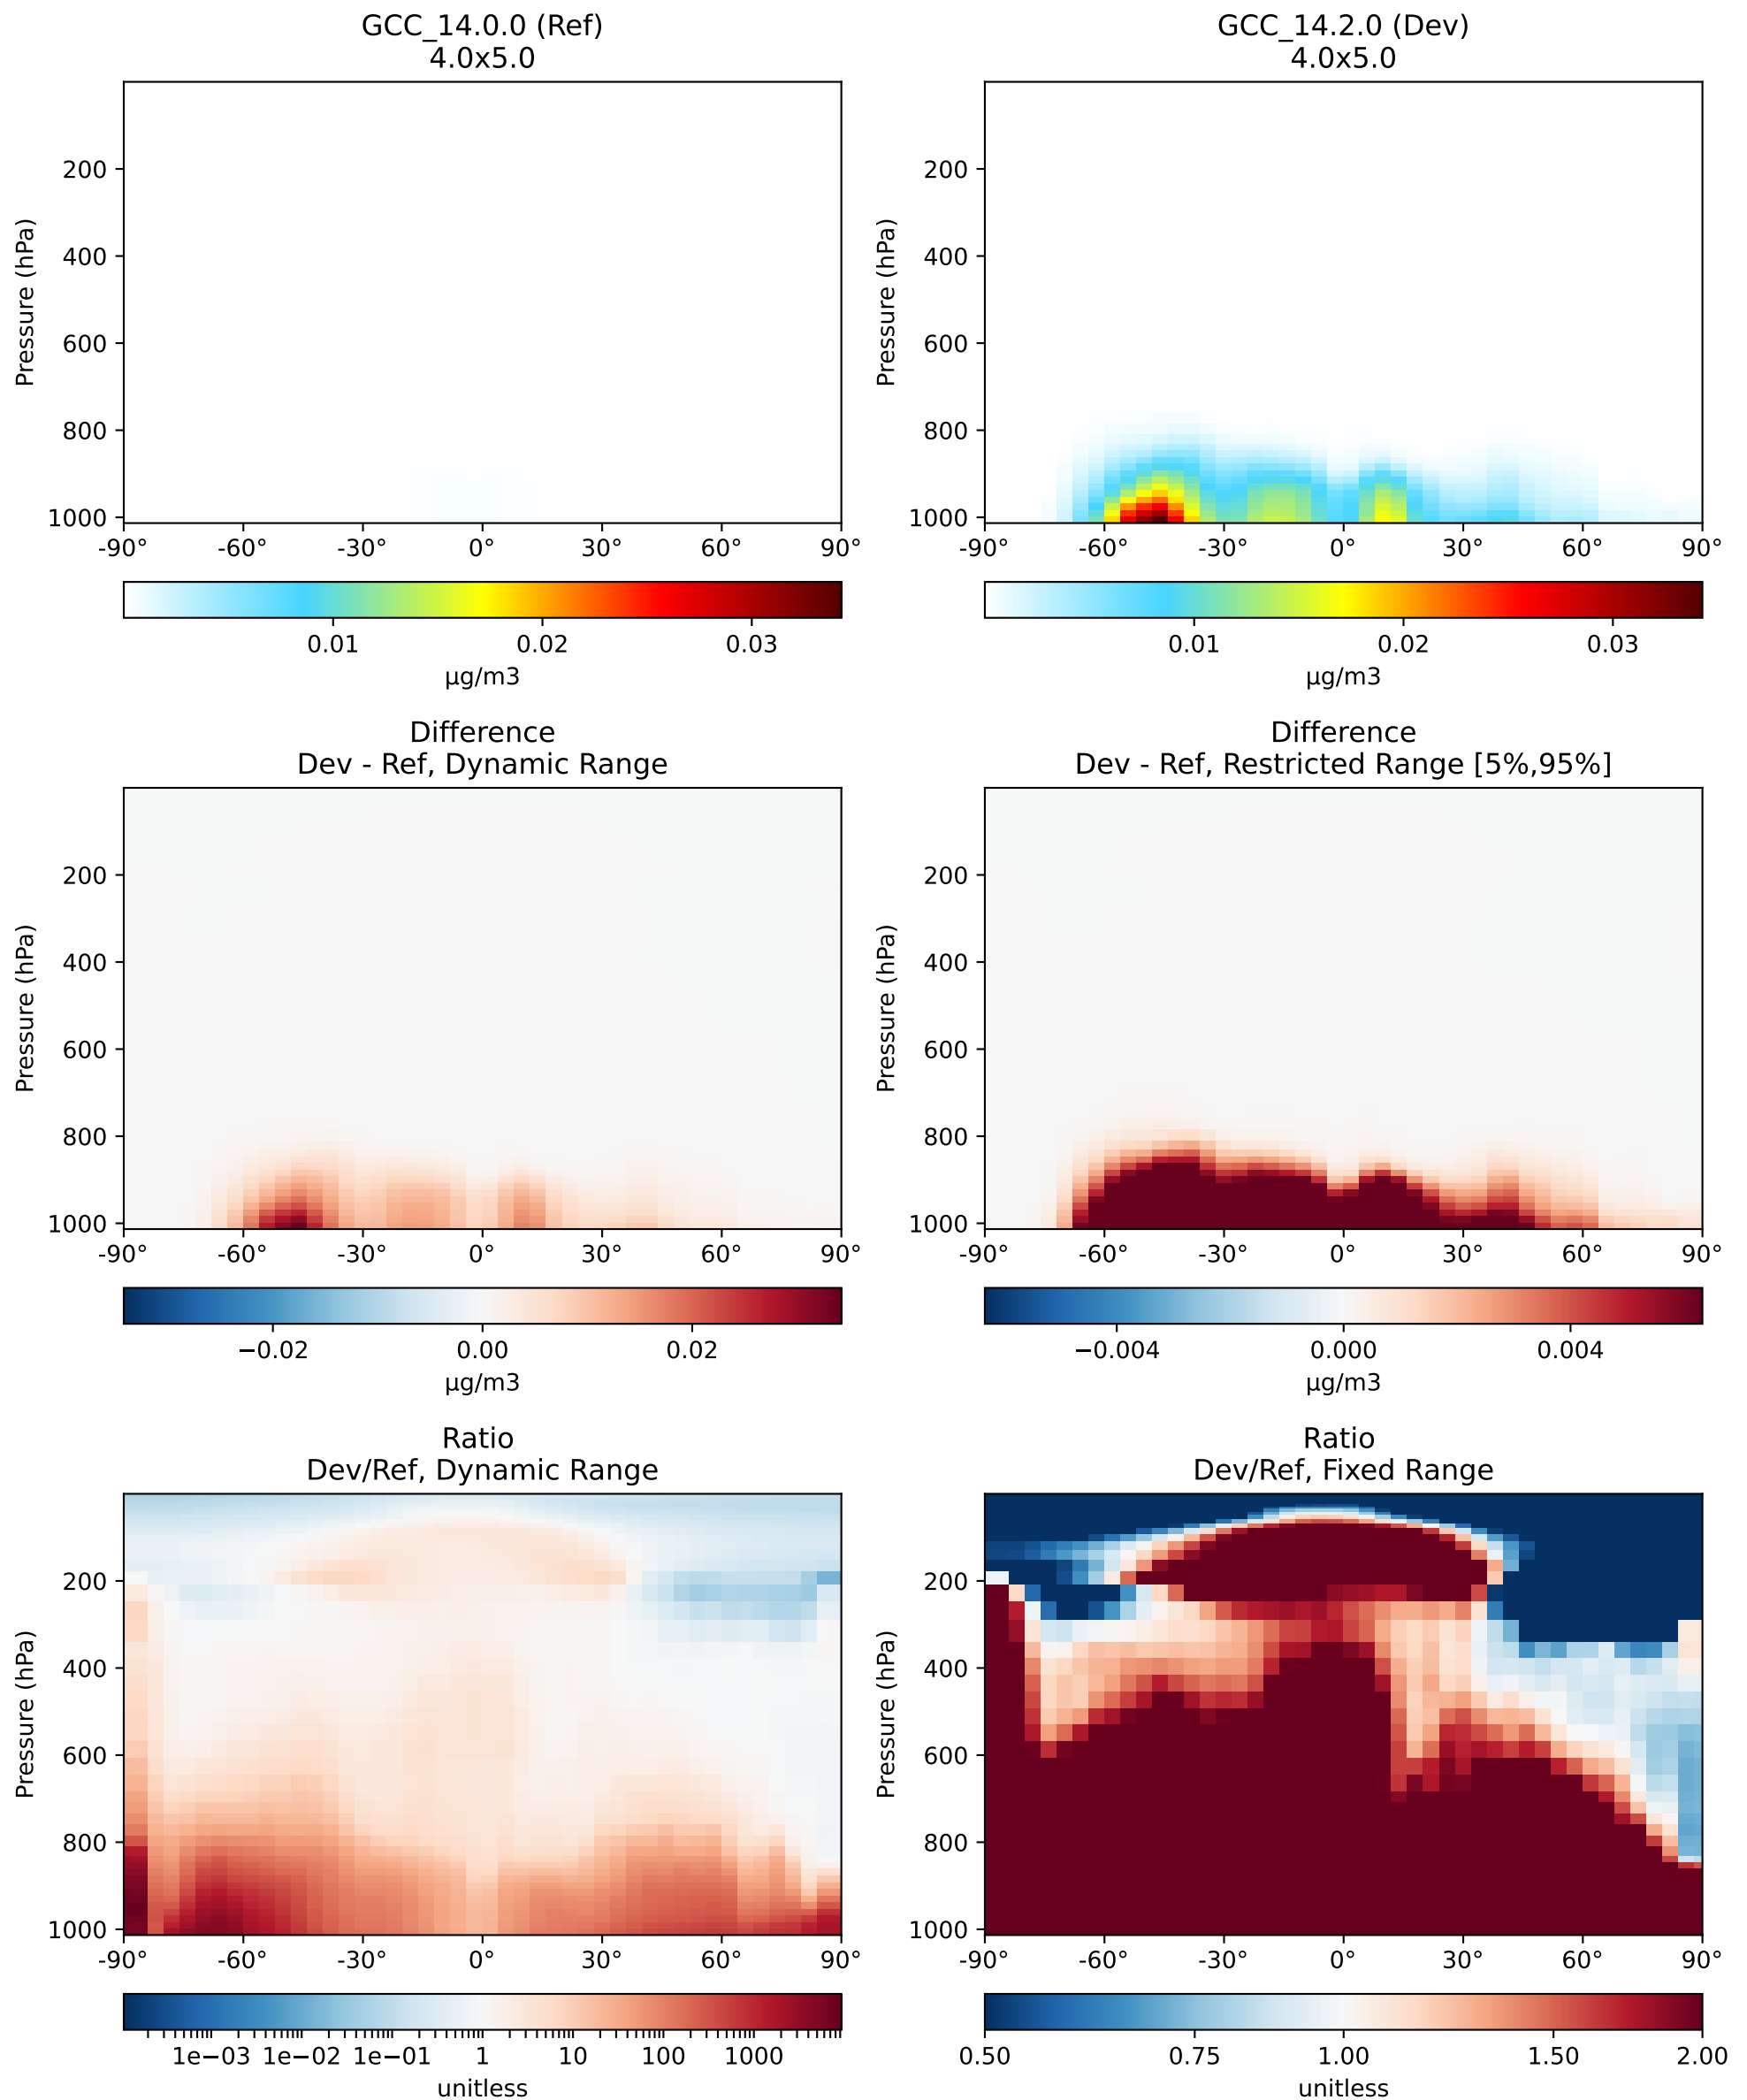 GCC_14.0.0 (Ref)
4.0x5.0
GCC_14.2.0 (Dev)
4.0x5.0
Pressure (hPa)
200
400
600
800
1000
-90° -60° -30° 0° 30° 60° 90°
0.01 0.02 0.03
µg/m3
Pressure (hPa)
200
400
600
800
1000
-90° -60° -30° 0° 30° 60° 90°
0.01 0.02 0.03
µg/m3
Difference
Dev - Ref, Dynamic Range
Difference
Dev - Ref, Restricted Range [5%,95%]
Pressure (hPa)
200
400
600
800
1000
-90° -60° -30° 0° 30° 60° 90°
−0.02 0.00 0.02
µg/m3
Pressure (hPa)
200
400
600
800
1000
-90° -60° -30° 0° 30° 60° 90°
−0.004 0.000 0.004
µg/m3
Ratio
Dev/Ref, Dynamic Range
Ratio
Dev/Ref, Fixed Range
Pressure (hPa)
200
400
600
800
1000
-90° -60° -30° 0° 30° 60° 90°
1e−03 1e−02 1e−01 1 10 100 1000
unitless
Pressure (hPa)
200
400
600
800
1000
-90° -60° -30° 0° 30° 60° 90°
0.50 0.75 1.00 1.50 2.00
unitless